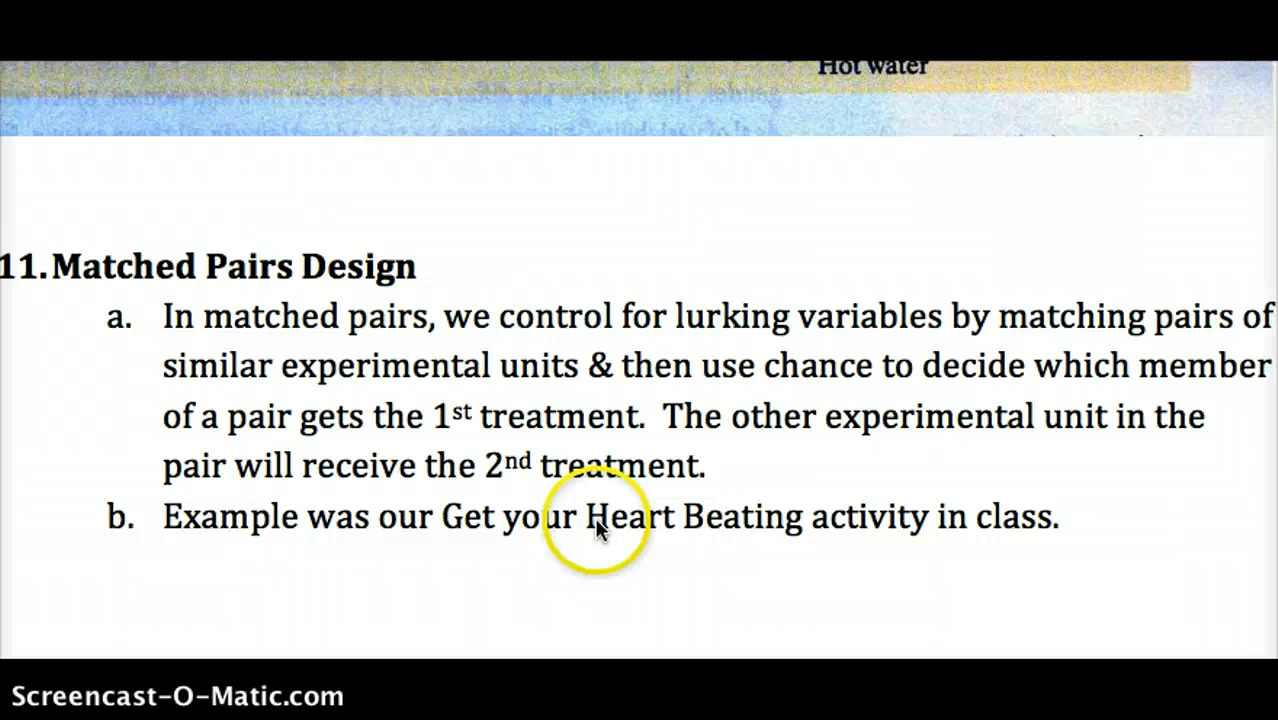 Hot water
11. Matched Pairs Design
a. In matched pairs, we control for lurking variables by matching pairs of
similar experimental units & then use chance to decide which member
of a pair gets the 1st treatment. The other experimental unit in the
pair will receive the 2nd treatment.
b. Example was our Get your Heart Beating activity in class.
Screencast-O-Matic.com